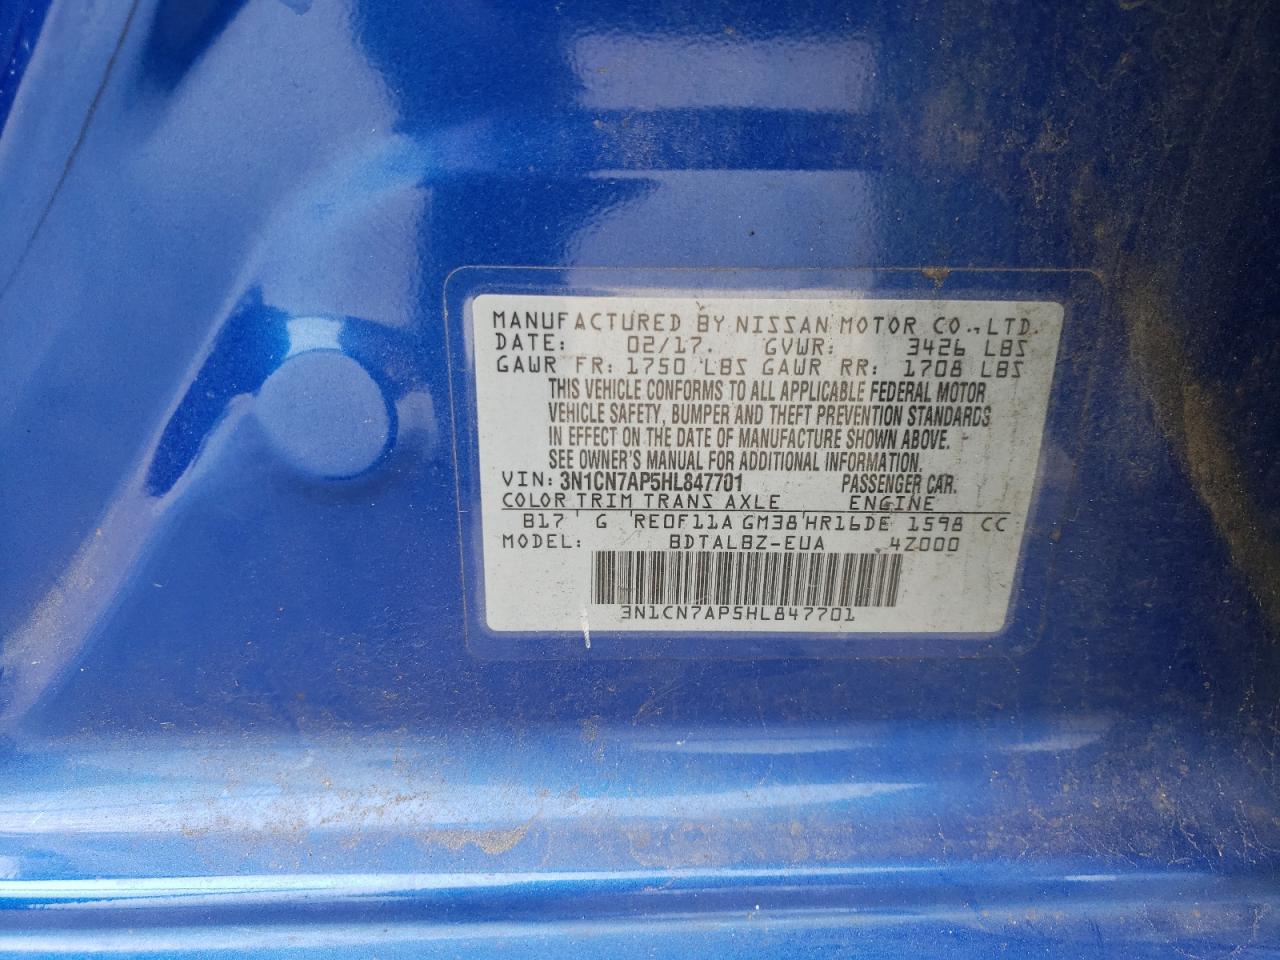 MANUFACTURED BY NISSAN MOTOR CO.,LTD.
DATE: 02/17. GVWR: 3426 LBS
GAWR FR: 1750 LBS GAWR RR: 1708 LBS
THIS VEHICLE CONFORMS TO ALL APPLICABLE FEDERAL MOTOR
VEHICLE SAFETY, BUMPER AND THEFT PREVENTION STANDARDS
IN EFFECT ON THE DATE OF MANUFACTURE SHOWN ABOVE.
SEE OWNER'S MANUAL FOR ADDITIONAL INFORMATION.
VIN: 3N1CN7AP5HL847701 PASSENGER CAR.
COLOR TRIM TRANS AXLE ENGINE
B17 G RE0F11A GM38 HR16DE 1598 CC
MODEL: BDTALBZ-EUA 4Z000
3N1CN7AP5HL847701